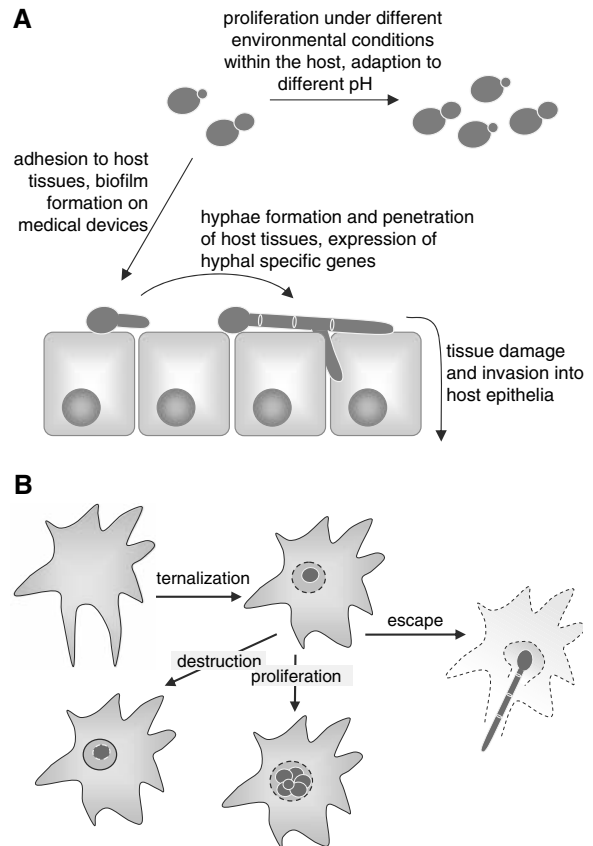 A
proliferation under different
environmental conditions
within the host, adaption to
different pH
adhesion to host
tissues, biofilm
formation on
medical devices
hyphae formation and penetration
of host tissues, expression of
hyphal specific genes
tissue damage
and invasion into
host epithelia
B
ternalization
escape
destruction
proliferation